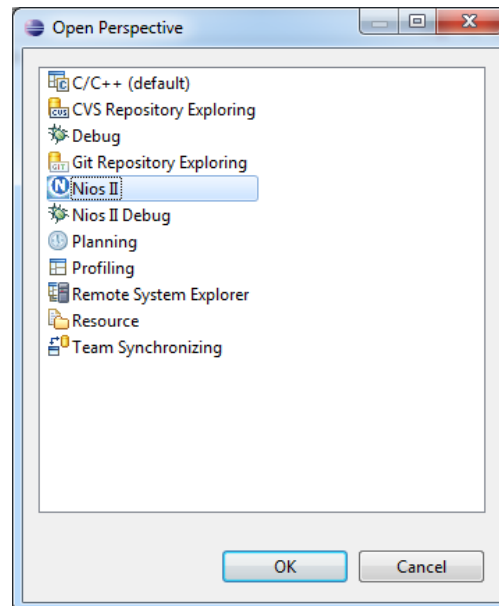 Open Perspective
C/C++ (default)
CVS Repository Exploring
Debug
Git Repository Exploring
Nios II
Nios II Debug
Planning
Profiling
Remote System Explorer
Resource
Team Synchronizing
OK Cancel